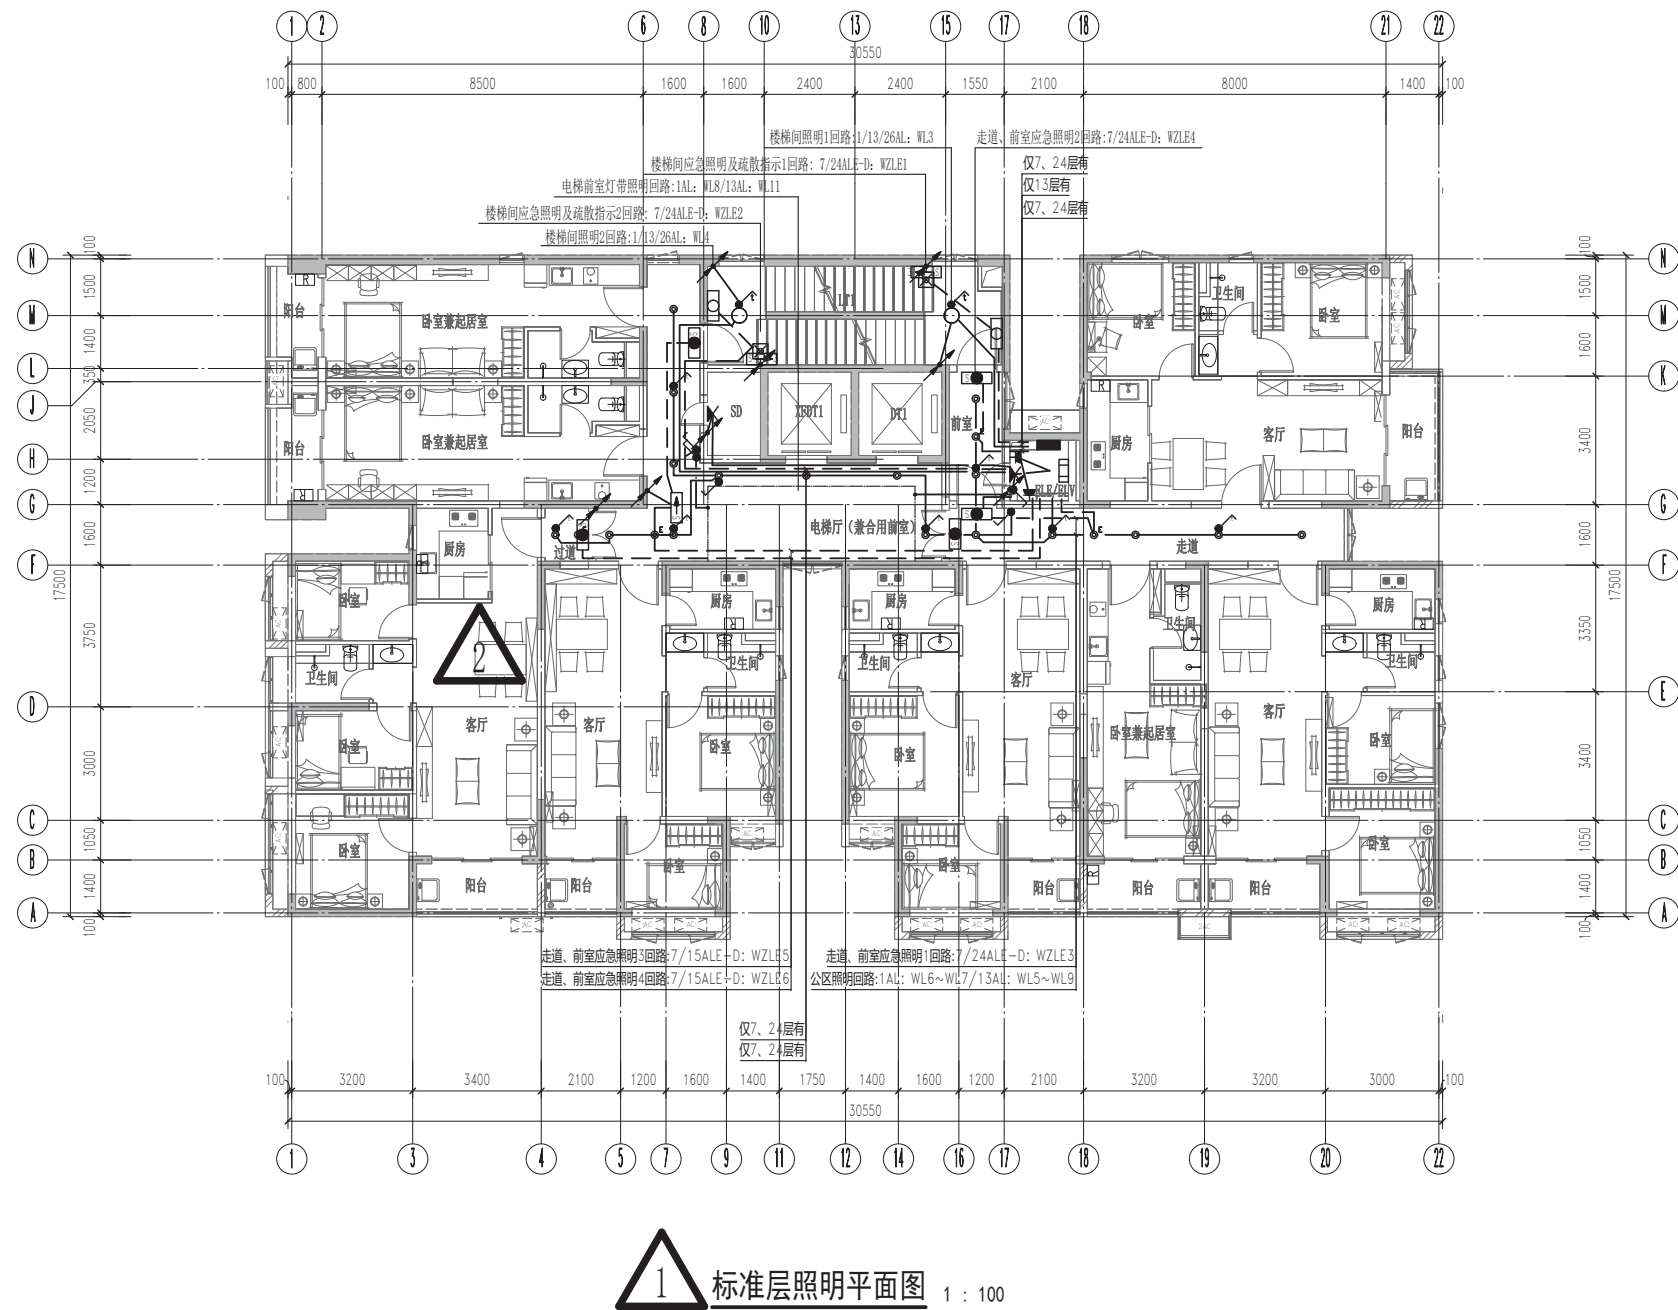 1 2 6 8 10 13 15 17 18 21 22
30550
100 800 8500 1600 1600 2400 2400 1550 2100 8000 1400 100
楼梯间照明1回路:1/13/26AL: WL3
走道、前室应急照明2回路:7/24ALE-D: WZLE4
楼梯间应急照明及疏散指示1回路: 7/24ALE-D: WZLE1
仅7、24层有
电梯前室灯带照明回路:1AL: WL8/13AL: WL11
仅13层有
楼梯间应急照明及疏散指示2回路: 7/24ALE-D: WZLE2
仅7、24层有
楼梯间照明2回路:1/13/26AL: WL4
N M L J H G F D C B A
100 1500 1400 350 2050 1200 1600 3750 3000 1050 1400 100
17500
N M K G F E C B A
100 1500 1600 3400 1600 3350 3400 1050 1400 100
17500
R
阳台
卧室兼起居室
LT1
卧室
卫生间
卧室
AC
SD
XFDT1
DT1
前室
AC
R
厨房
客厅
阳台
阳台
卧室兼起居室
R
ELE/ELV
厨房
过道
电梯厅(兼合用前室)
走道
卧室
厨房
厨房
卫生间
厨房
2
卫生间
卫生间
卫生间
客厅
卧室
客厅
客厅
卧室
卧室
卧室兼起居室
客厅
卧室
卧室
阳台
阳台
卧室
卧室
阳台
阳台
阳台
卧室
AC AC AC AC AC 2AC AC AC
走道、前室应急照明3回路:7/15ALE-D: WZLE5
走道、前室应急照明1回路:7/24ALE-D: WZLE3
走道、前室应急照明4回路:7/15ALE-D: WZLE6
公区照明回路:1AL: WL6~WL7/13AL: WL5~WL9
仅7、24层有
仅7、24层有
100 3200 3400 2100 1200 1600 1400 1750 1400 1600 1200 2100 3200 3200 3000 100
30550
1 3 4 5 7 9 11 12 14 16 17 18 19 20 22
1 标准层照明平面图 1 : 100